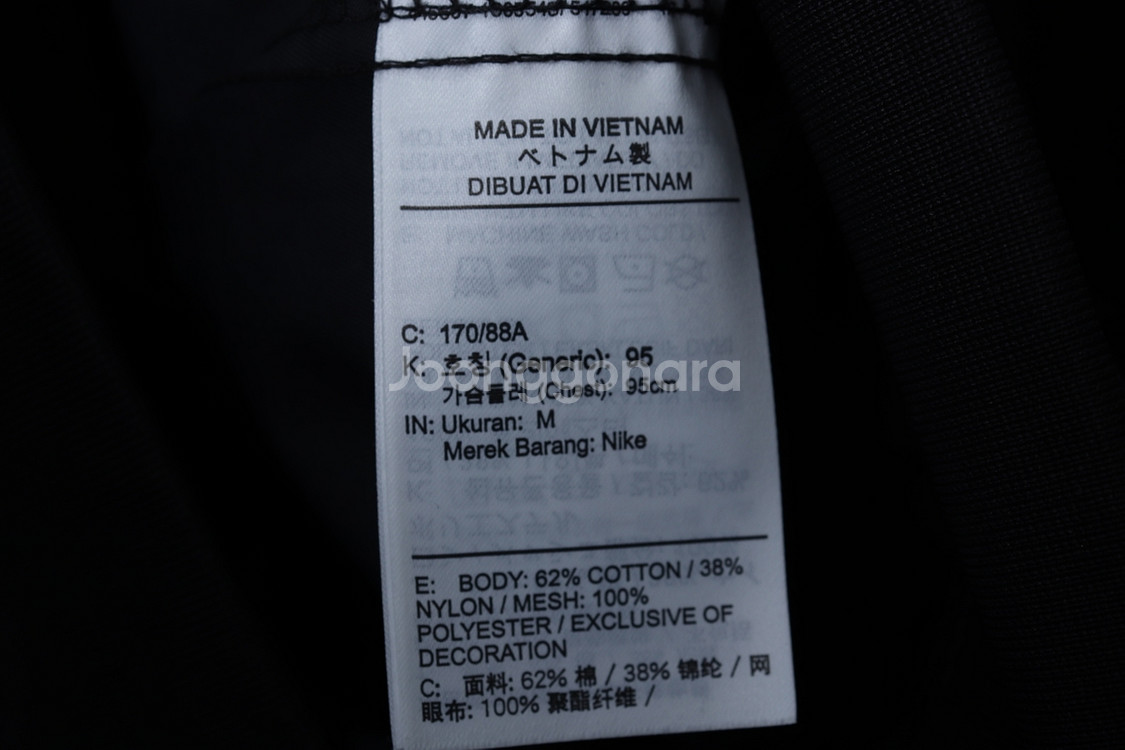 MADE IN VIETNAM
ベトナム製
DIBUAT DI VIETNAM
C: 170/88A
K: 호칭 (Generic): 95
가슴둘레 (Chest): 95cm
Joonggonara
IN: Ukuran: M
Merek Barang: Nike
E: BODY: 62% COTTON / 38%
NYLON / MESH: 100%
POLYESTER / EXCLUSIVE OF
DECORATION
C: 面料: 62% 棉 / 38% 锦纶 / 网
眼布: 100% 聚酯纤维 /